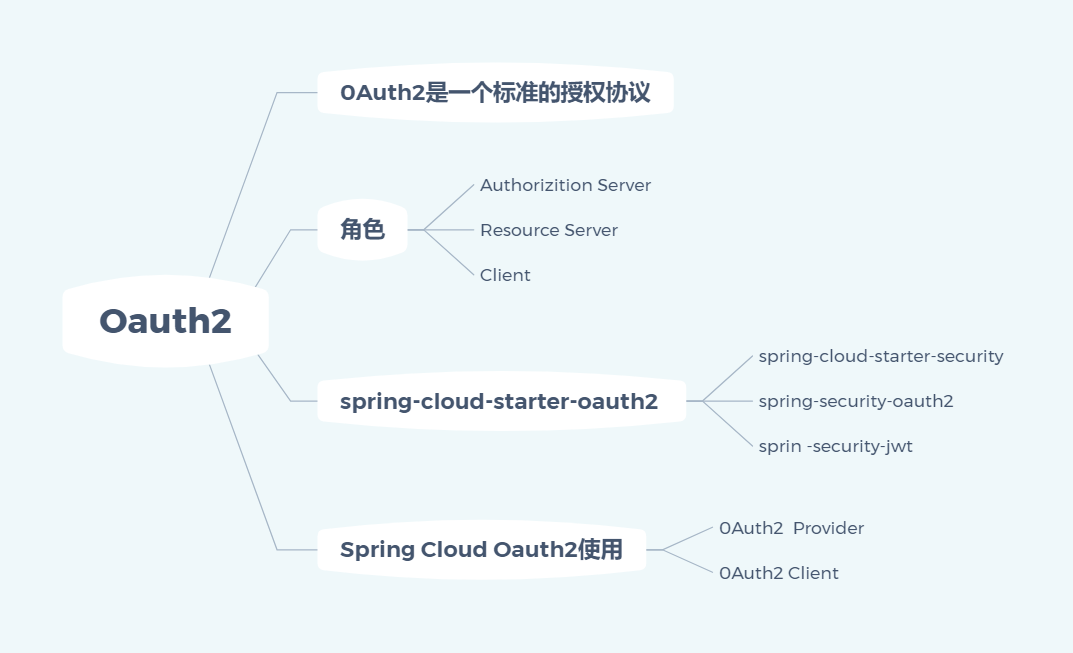 0Auth2是一个标准的授权协议
Authorizition Server
角色
Resource Server
Client
Oauth2
spring-cloud-starter-security
spring-cloud-starter-oauth2
spring-security-oauth2
sprin -security-jwt
0Auth2  Provider
Spring Cloud Oauth2使用
0Auth2 Client